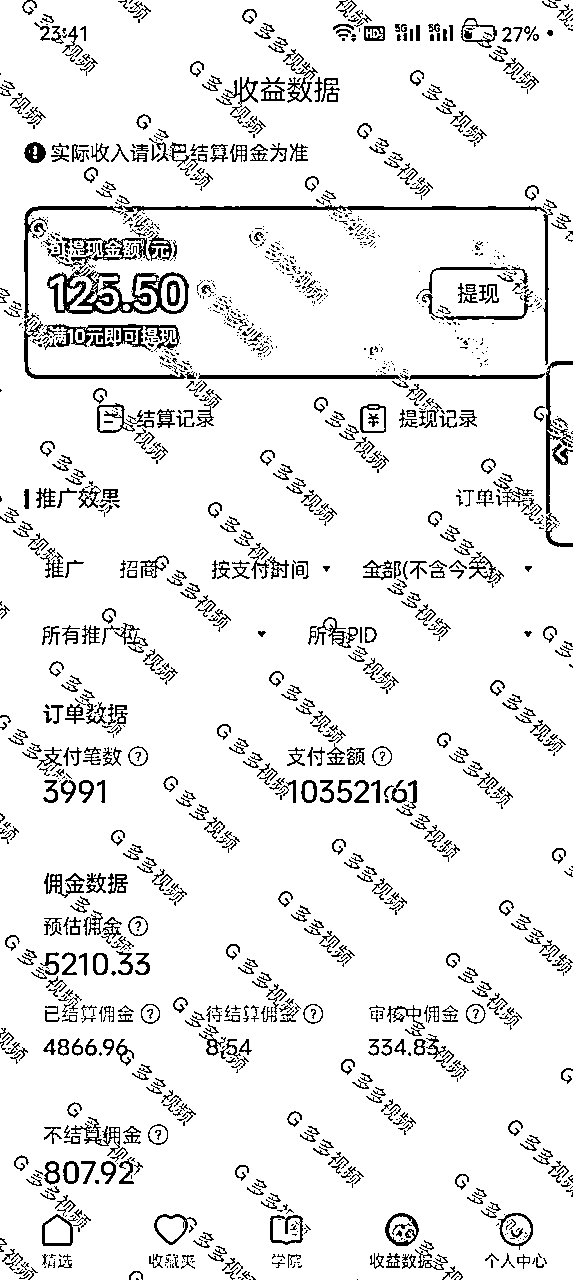 23:41 HD 5G 5G 27%
收益数据
实际收入请以已结算佣金为准
可提现金额(元)
125.50
提现
满10元即可提现
结算记录 提现记录
推广效果 订单详情
推广 招商 按支付时间 全部(不含今天)
所有推广位 所有PID
订单数据
支付笔数 ? 支付金额 ?
3991 103521.61
佣金数据
预估佣金 ?
5210.33
已结算佣金 ? 待结算佣金 ? 审核中佣金 ?
4866.96 8.54 334.83
不结算佣金 ?
807.92
精选 收藏夹 学院 收益数据 个人中心
G 多多视频